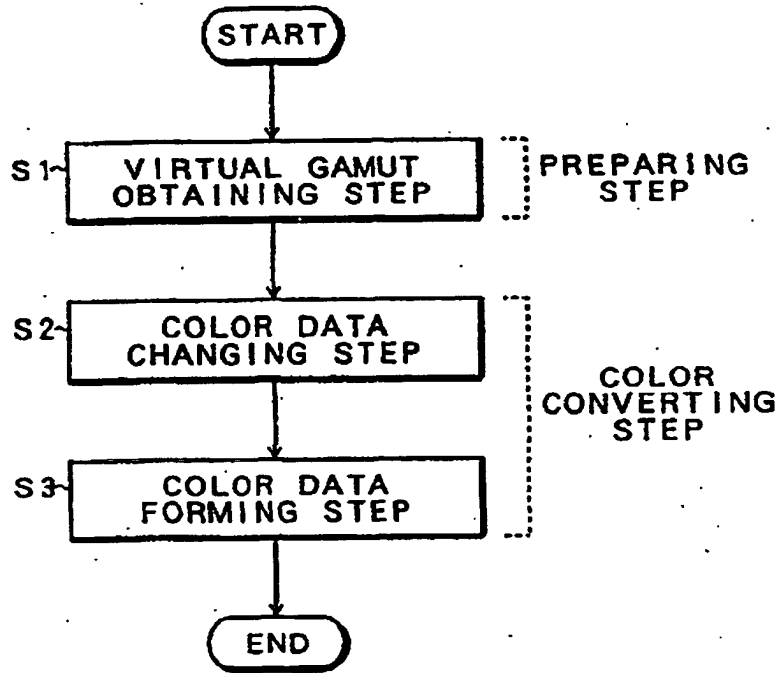 START
S1
VIRTUAL GAMUT
OBTAINING STEP
PREPARING
STEP
S2
COLOR DATA
CHANGING STEP
COLOR
CONVERTING
STEP
S3
COLOR DATA
FORMING STEP
END